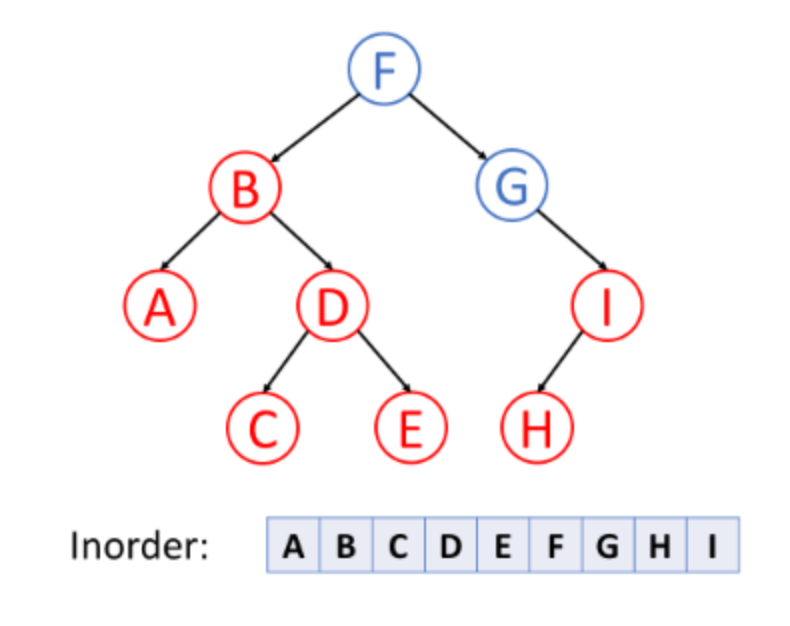 F
B G
A D I
C E H
Inorder: A B C D E F G H I